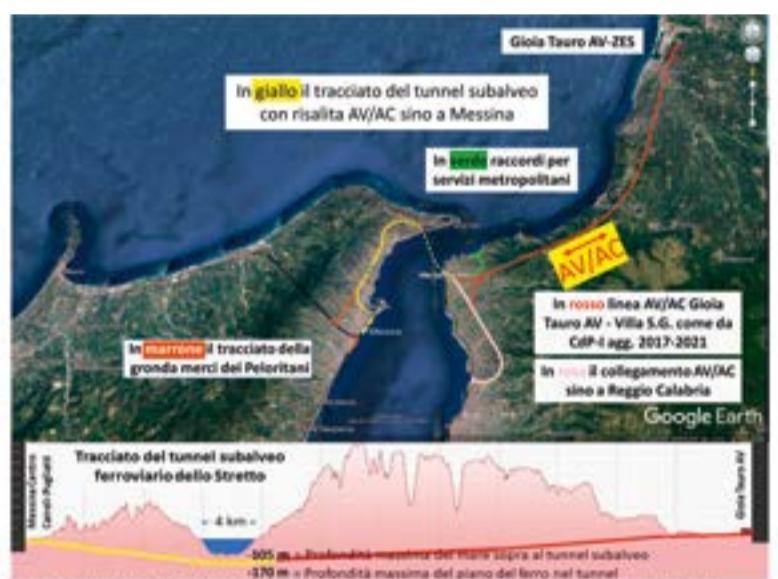 Gioia Tauro AV-ZES
In giallo il tracciato del tunnel subalveo
con risalita AV/AC sino a Messina
In verde raccordi per
servizi metropolitani
AV/AC
In rosso linea AV/AC Gioia
Tauro AV - Villa S.G. come da
CdP-I agg. 2017-2021
In marrone il tracciato della
gronda merci dei Peloritani
In rosa il collegamento AV/AC
sino a Reggio Calabria
Messina
Google Earth
Tracciato del tunnel subalveo
ferroviario dello Stretto
Messina Centro
Gioia Tauro AV
4 km
-105 m = Profondità massima del mare sopra al tunnel subalveo
-170 m = Profondità massima del piano del ferro nel tunnel